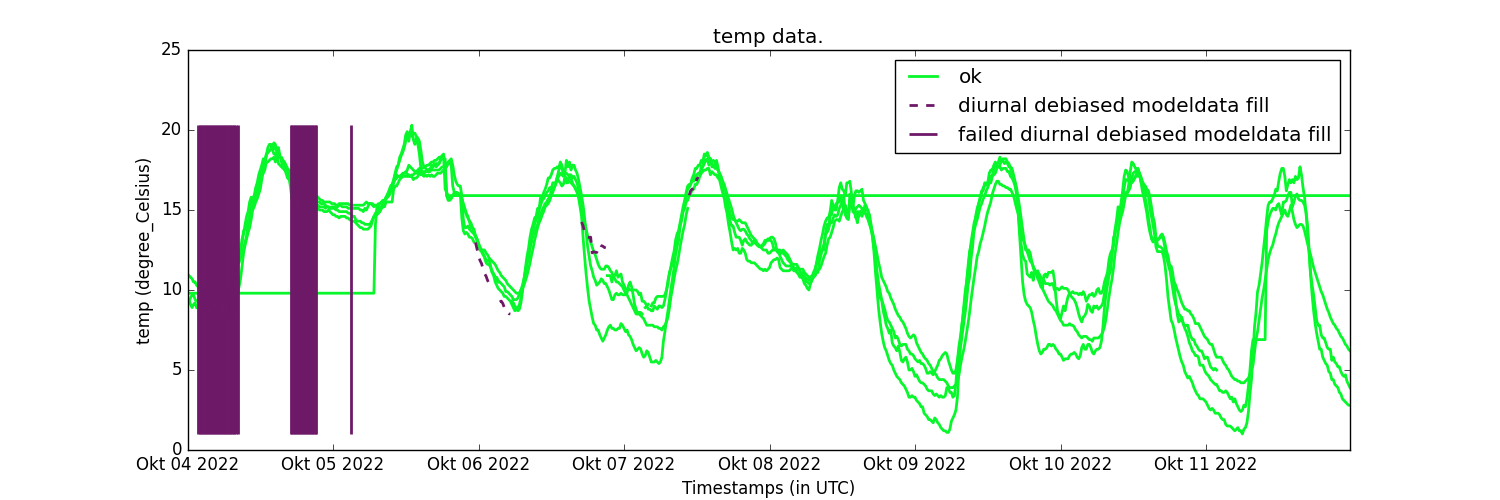 temp data.
25
20
15
10
5
0
temp (degree_Celsius)
ok
diurnal debiased modeldata fill
failed diurnal debiased modeldata fill
Okt 04 2022 Okt 05 2022 Okt 06 2022 Okt 07 2022 Okt 08 2022 Okt 09 2022 Okt 10 2022 Okt 11 2022
Timestamps (in UTC)